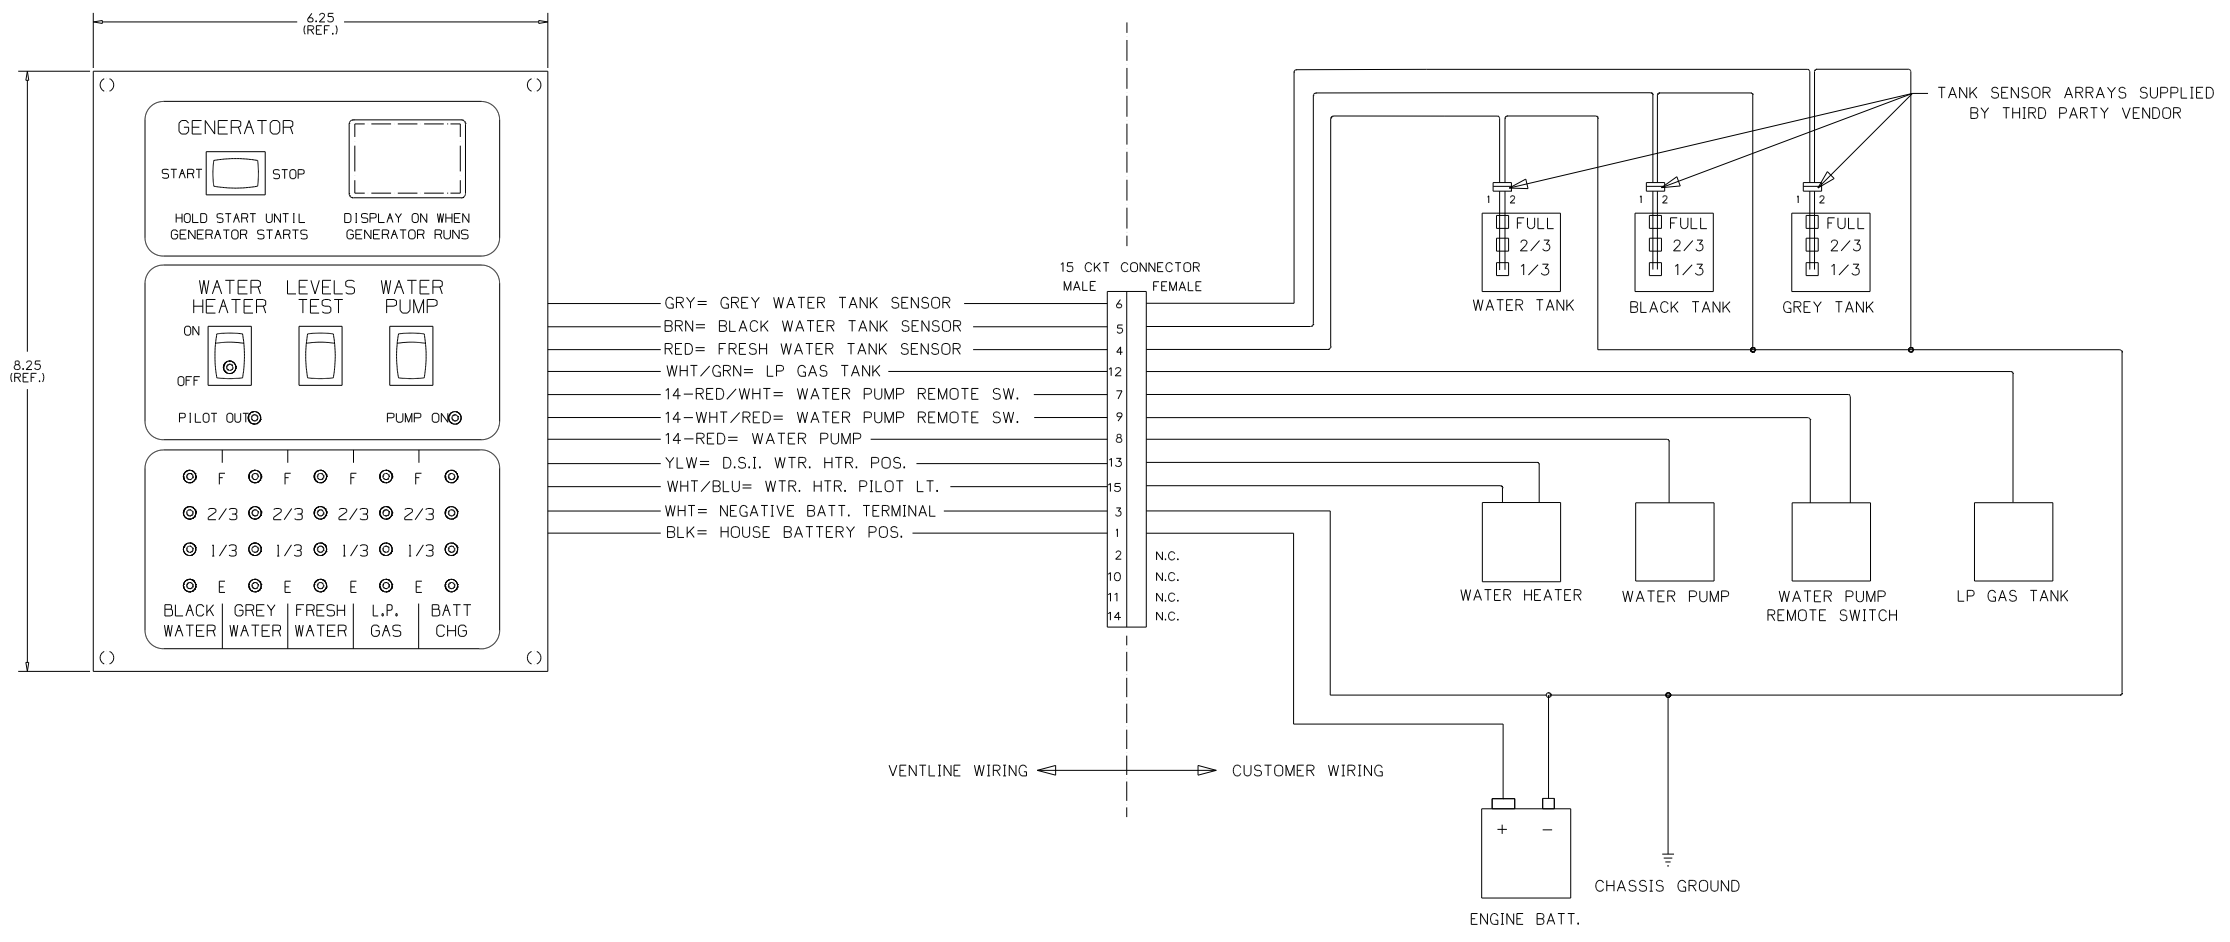 6.25
(REF.)
8.25
(REF.)
GENERATOR
START
STOP
HOLD START UNTIL
GENERATOR STARTS
DISPLAY ON WHEN
GENERATOR RUNS
WATER
HEATER
LEVELS
TEST
WATER
PUMP
ON
OFF
PILOT OUT
PUMP ON
F F F F
2/3 2/3 2/3 2/3
1/3 1/3 1/3 1/3
E E E E
BLACK
WATER
GREY
WATER
FRESH
WATER
L.P.
GAS
BATT
CHG
GRY= GREY WATER TANK SENSOR
BRN= BLACK WATER TANK SENSOR
RED= FRESH WATER TANK SENSOR
WHT/GRN= LP GAS TANK
14-RED/WHT= WATER PUMP REMOTE SW.
14-WHT/RED= WATER PUMP REMOTE SW.
14-RED= WATER PUMP
YLW= D.S.I. WTR. HTR. POS.
WHT/BLU= WTR. HTR. PILOT LT.
WHT= NEGATIVE BATT. TERMINAL
BLK= HOUSE BATTERY POS.
15 CKT CONNECTOR
MALE
FEMALE
6
5
4
12
7
9
8
13
15
3
1
2 N.C.
10 N.C.
11 N.C.
14 N.C.
VENTLINE WIRING
CUSTOMER WIRING
TANK SENSOR ARRAYS SUPPLIED
BY THIRD PARTY VENDOR
1 2
FULL
2/3
1/3
WATER TANK
1 2
FULL
2/3
1/3
BLACK TANK
1 2
FULL
2/3
1/3
GREY TANK
WATER HEATER
WATER PUMP
WATER PUMP
REMOTE SWITCH
LP GAS TANK
+ −
ENGINE BATT.
CHASSIS GROUND